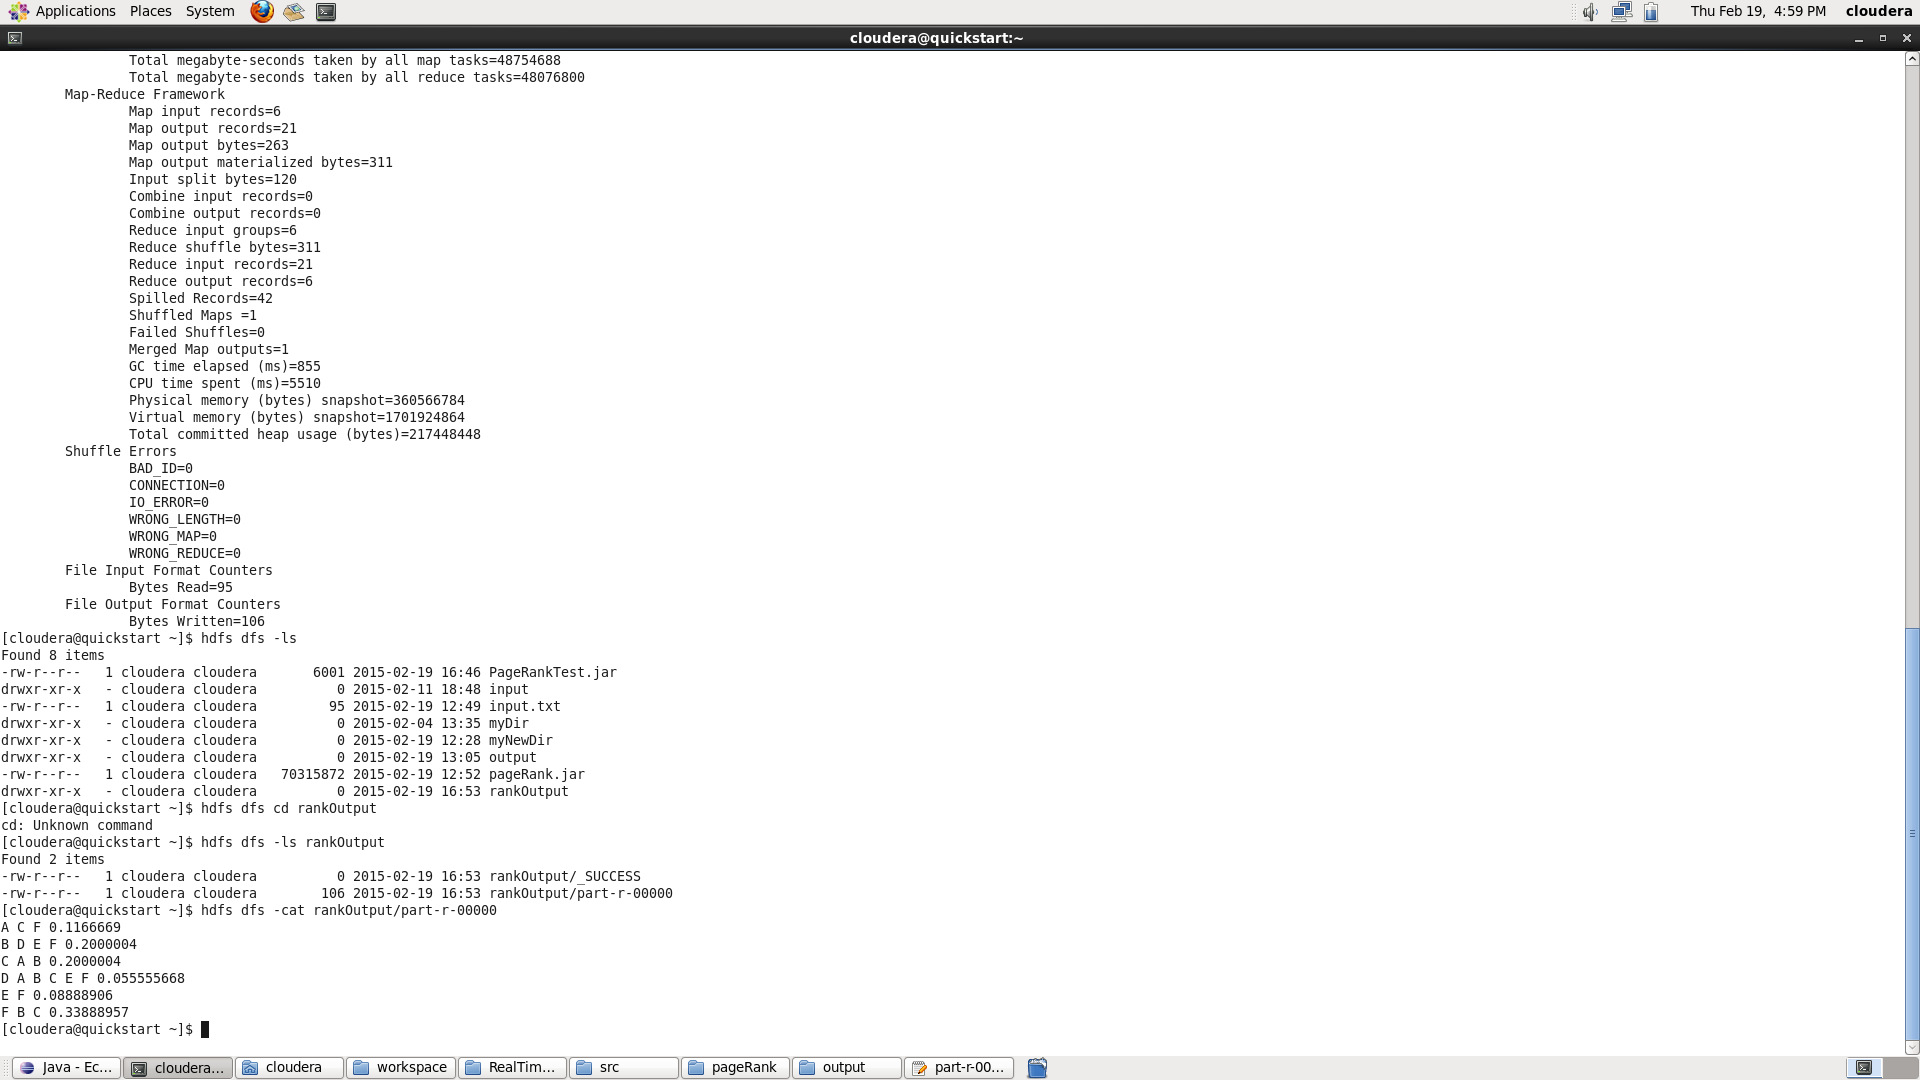 Applications Places System Thu Feb 19, 4:59 PM cloudera
cloudera@quickstart:~
Total megabyte-seconds taken by all map tasks=48754688
Total megabyte-seconds taken by all reduce tasks=48076800
Map-Reduce Framework
Map input records=6
Map output records=21
Map output bytes=263
Map output materialized bytes=311
Input split bytes=120
Combine input records=0
Combine output records=0
Reduce input groups=6
Reduce shuffle bytes=311
Reduce input records=21
Reduce output records=6
Spilled Records=42
Shuffled Maps =1
Failed Shuffles=0
Merged Map outputs=1
GC time elapsed (ms)=855
CPU time spent (ms)=5510
Physical memory (bytes) snapshot=360566784
Virtual memory (bytes) snapshot=1701924864
Total committed heap usage (bytes)=217448448
Shuffle Errors
BAD_ID=0
CONNECTION=0
IO_ERROR=0
WRONG_LENGTH=0
WRONG_MAP=0
WRONG_REDUCE=0
File Input Format Counters
Bytes Read=95
File Output Format Counters
Bytes Written=106
[cloudera@quickstart ~]$ hdfs dfs -ls
Found 8 items
-rw-r--r--   1 cloudera cloudera       6001 2015-02-19 16:46 PageRankTest.jar
drwxr-xr-x   - cloudera cloudera          0 2015-02-11 18:48 input
-rw-r--r--   1 cloudera cloudera         95 2015-02-19 12:49 input.txt
drwxr-xr-x   - cloudera cloudera          0 2015-02-04 13:35 myDir
drwxr-xr-x   - cloudera cloudera          0 2015-02-19 12:28 myNewDir
drwxr-xr-x   - cloudera cloudera          0 2015-02-19 13:05 output
-rw-r--r--   1 cloudera cloudera   70315872 2015-02-19 12:52 pageRank.jar
drwxr-xr-x   - cloudera cloudera          0 2015-02-19 16:53 rankOutput
[cloudera@quickstart ~]$ hdfs dfs cd rankOutput
cd: Unknown command
[cloudera@quickstart ~]$ hdfs dfs -ls rankOutput
Found 2 items
-rw-r--r--   1 cloudera cloudera          0 2015-02-19 16:53 rankOutput/_SUCCESS
-rw-r--r--   1 cloudera cloudera        106 2015-02-19 16:53 rankOutput/part-r-00000
[cloudera@quickstart ~]$ hdfs dfs -cat rankOutput/part-r-00000
A C F 0.1166669
B D E F 0.2000004
C A B 0.2000004
D A B C E F 0.055555668
E F 0.08888906
F B C 0.33888957
[cloudera@quickstart ~]$
Java - Ec... cloudera... cloudera workspace RealTim... src pageRank output part-r-00...